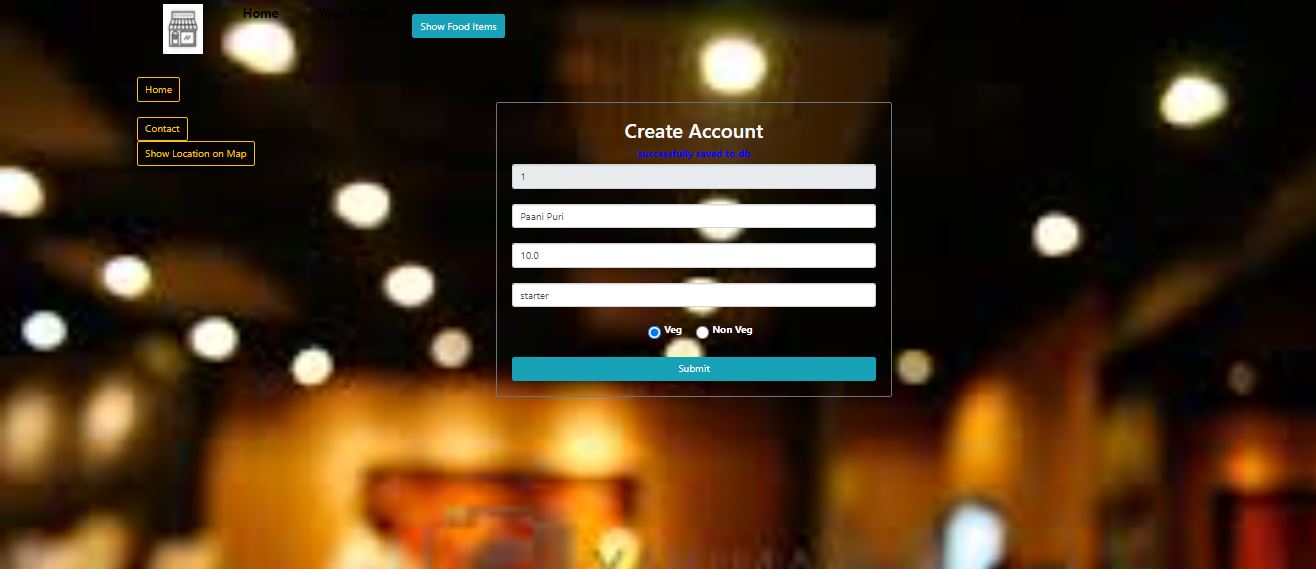 Home Your Profile
Show Food Items
Home
Contact
Show Location on Map
Create Account
successfully saved to db
1
Paani Puri
10.0
starter
Veg Non Veg
Submit